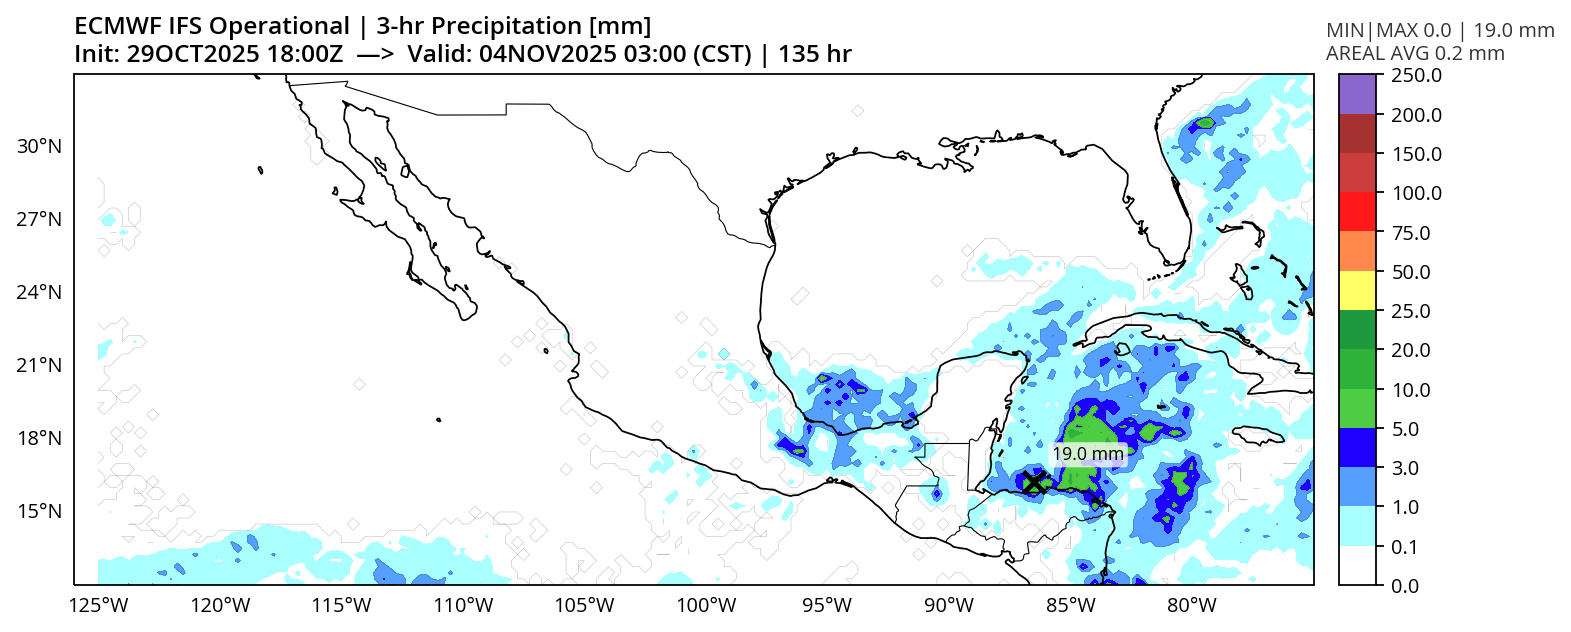 ECMWF IFS Operational | 3-hr Precipitation [mm]
Init: 29OCT2025 18:00Z —> Valid: 04NOV2025 03:00 (CST) | 135 hr
MIN|MAX 0.0 | 19.0 mm
AREAL AVG 0.2 mm
30°N
27°N
24°N
21°N
18°N
15°N
125°W
120°W
115°W
110°W
105°W
100°W
95°W
90°W
85°W
80°W
19.0 mm
250.0
200.0
150.0
100.0
75.0
50.0
25.0
20.0
10.0
5.0
3.0
1.0
0.1
0.0